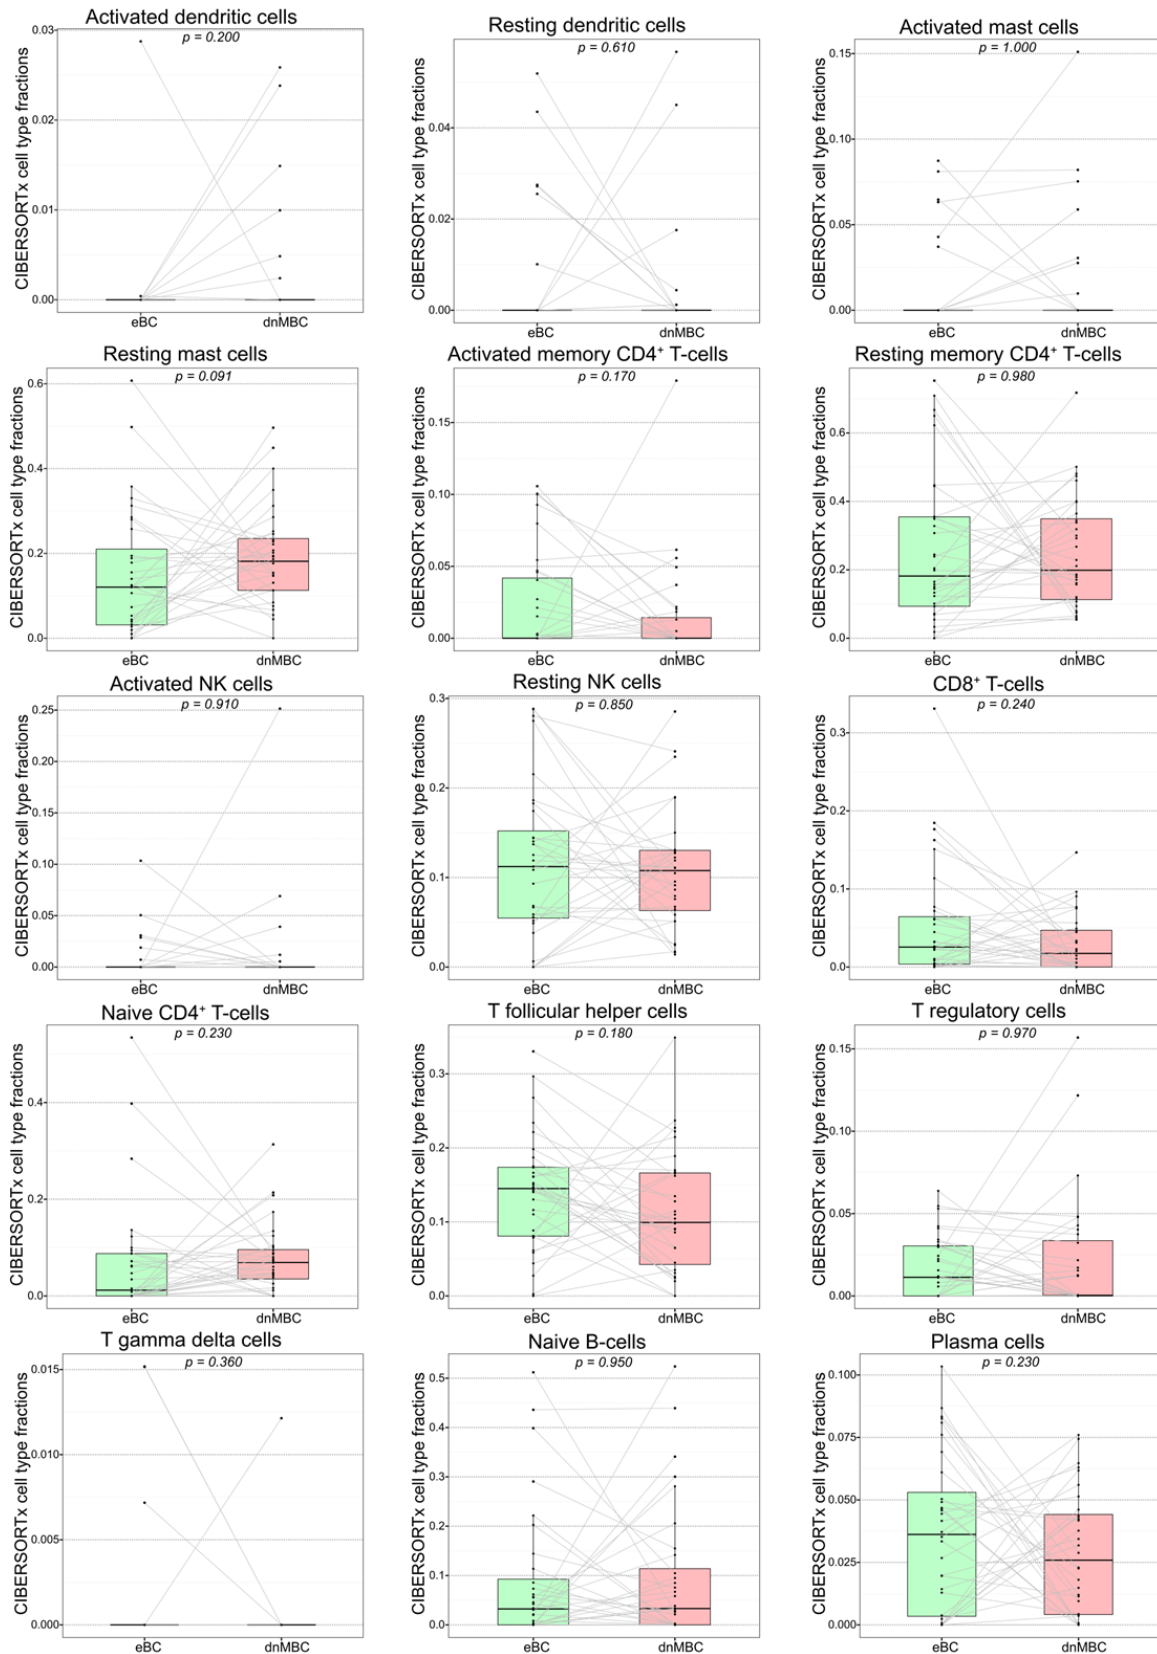 Activated dendritic cells
p = 0.200
CIBERSORTx cell type fractions
0.03
0.02
0.01
0.00
eBC
dnMBC
Resting dendritic cells
p = 0.610
CIBERSORTx cell type fractions
0.04
0.02
0.00
eBC
dnMBC
Activated mast cells
p = 1.000
CIBERSORTx cell type fractions
0.15
0.10
0.05
0.00
eBC
dnMBC
Resting mast cells
p = 0.091
CIBERSORTx cell type fractions
0.6
0.4
0.2
0.0
eBC
dnMBC
Activated memory CD4⁺ T-cells
p = 0.170
CIBERSORTx cell type fractions
0.15
0.10
0.05
0.00
eBC
dnMBC
Resting memory CD4⁺ T-cells
p = 0.980
CIBERSORTx cell type fractions
0.6
0.4
0.2
0.0
eBC
dnMBC
Activated NK cells
p = 0.910
CIBERSORTx cell type fractions
0.25
0.20
0.15
0.10
0.05
0.00
eBC
dnMBC
Resting NK cells
p = 0.850
CIBERSORTx cell type fractions
0.3
0.2
0.1
0.0
eBC
dnMBC
CD8⁺ T-cells
p = 0.240
CIBERSORTx cell type fractions
0.3
0.2
0.1
0.0
eBC
dnMBC
Naive CD4⁺ T-cells
p = 0.230
CIBERSORTx cell type fractions
0.4
0.2
0.0
eBC
dnMBC
T follicular helper cells
p = 0.180
CIBERSORTx cell type fractions
0.3
0.2
0.1
0.0
eBC
dnMBC
T regulatory cells
p = 0.970
CIBERSORTx cell type fractions
0.15
0.10
0.05
0.00
eBC
dnMBC
T gamma delta cells
p = 0.360
CIBERSORTx cell type fractions
0.015
0.010
0.005
0.000
eBC
dnMBC
Naive B-cells
p = 0.950
CIBERSORTx cell type fractions
0.5
0.4
0.3
0.2
0.1
0.0
eBC
dnMBC
Plasma cells
p = 0.230
CIBERSORTx cell type fractions
0.100
0.075
0.050
0.025
0.000
eBC
dnMBC